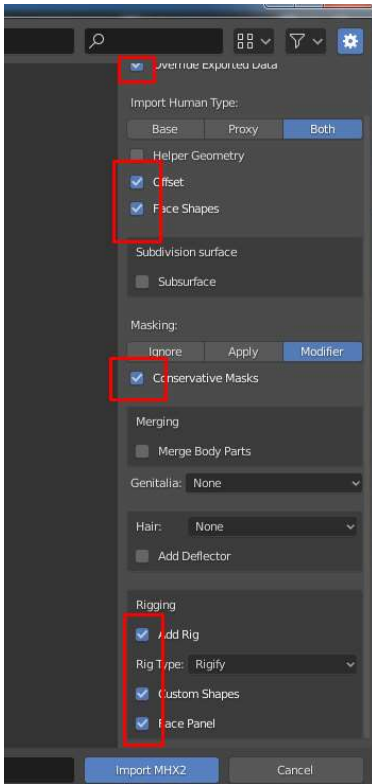 Override Exported Data
Import Human Type:
Base Proxy Both
Helper Geometry
Offset
Face Shapes
Subdivision surface
Subsurface
Masking:
Ignore Apply Modifier
Conservative Masks
Merging
Merge Body Parts
Genitalia: None
Hair: None
Add Deflector
Rigging
Add Rig
Rig Type: Rigify
Custom Shapes
Face Panel
Import MHX2 Cancel